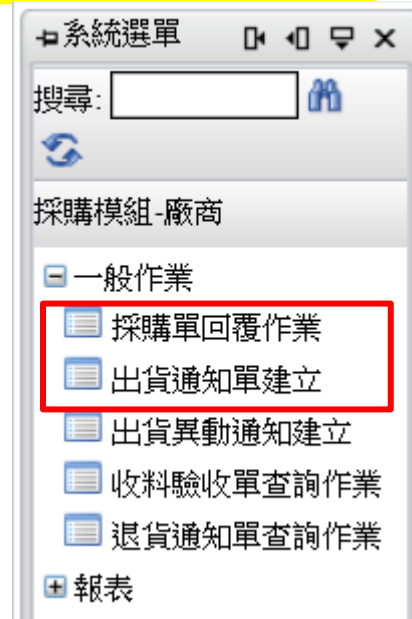 系統選單
搜尋:
採購模組-廠商
一般作業
採購單回覆作業
出貨通知單建立
出貨異動通知建立
收料驗收單查詢作業
退貨通知單查詢作業
報表